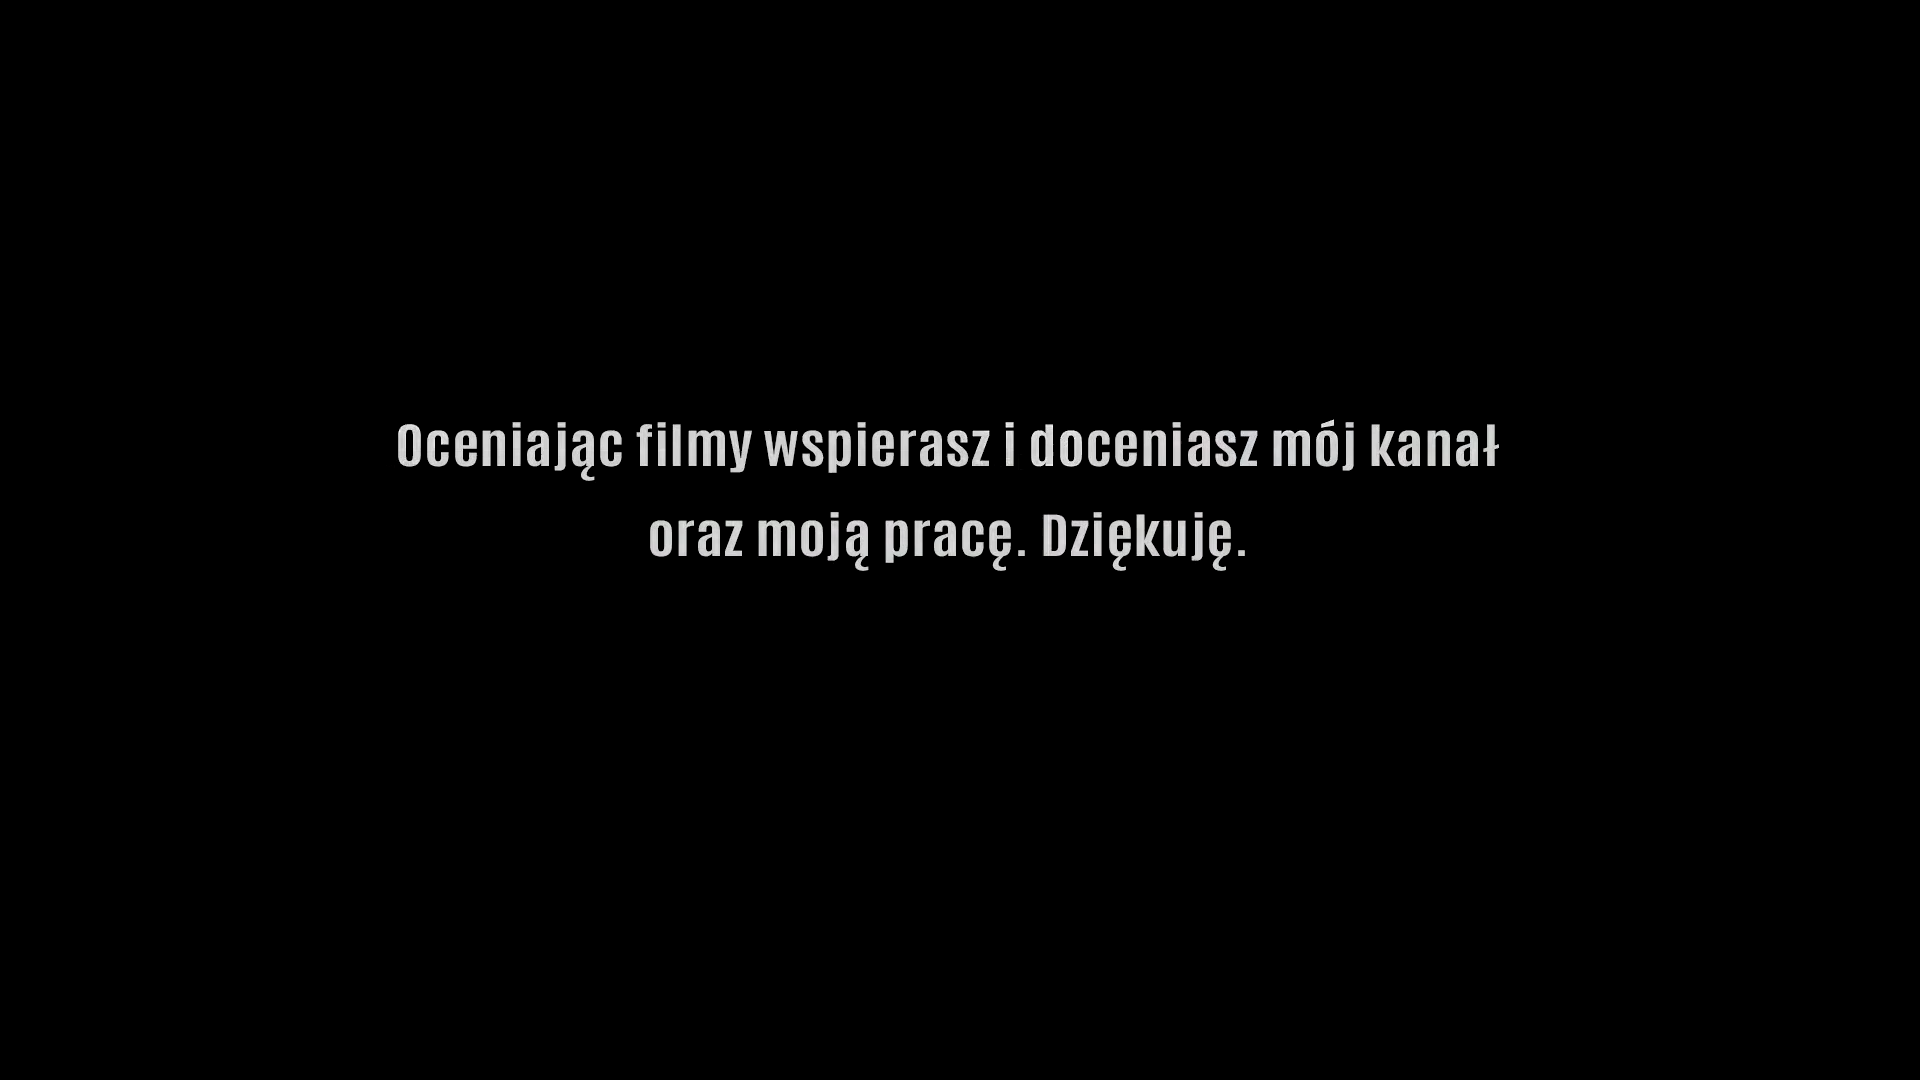 Oceniając filmy wspierasz i doceniasz mój kanał
oraz moją pracę. Dziękuję.